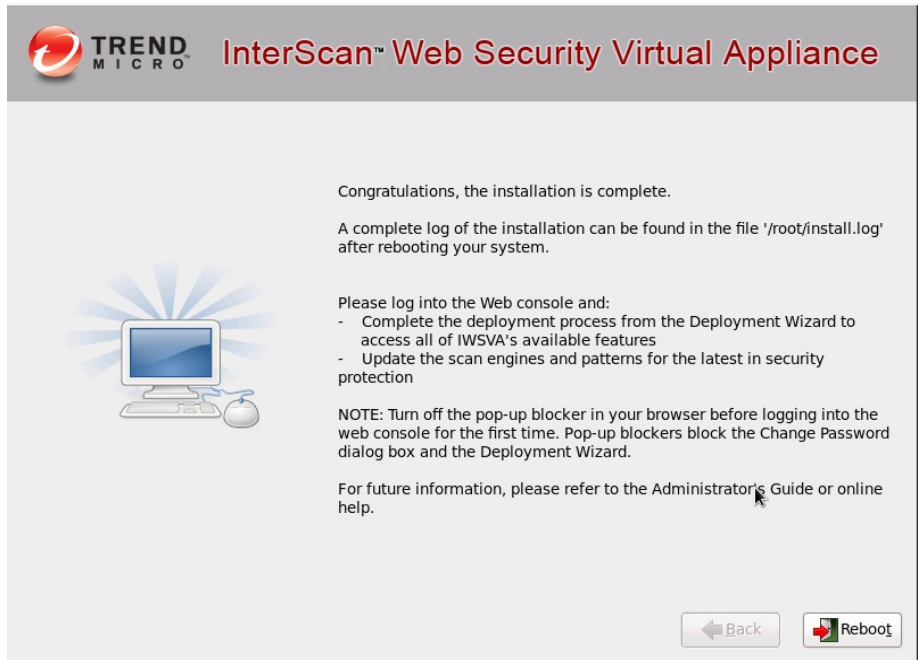 TREND MICRO™ InterScan™ Web Security Virtual Appliance
Congratulations, the installation is complete.
A complete log of the installation can be found in the file '/root/install.log'
after rebooting your system.
Please log into the Web console and:
- Complete the deployment process from the Deployment Wizard to
access all of IWSVA's available features
- Update the scan engines and patterns for the latest in security
protection
NOTE: Turn off the pop-up blocker in your browser before logging into the
web console for the first time. Pop-up blockers block the Change Password
dialog box and the Deployment Wizard.
For future information, please refer to the Administrator's Guide or online
help.
Back
Reboot